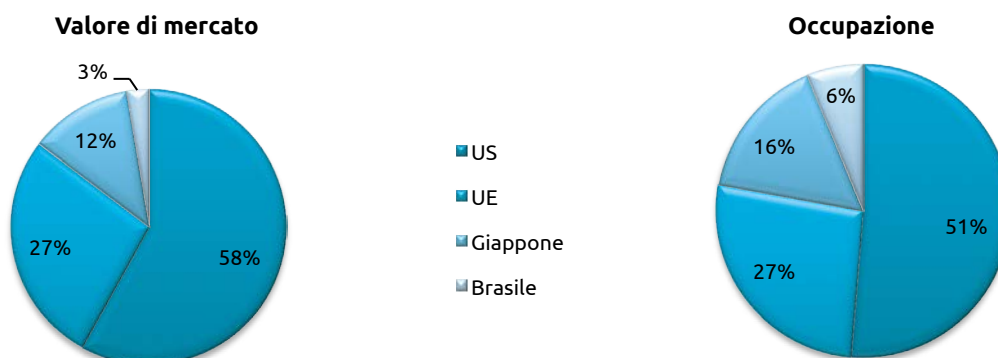 Valore di mercato
3%
12%
27%
58%
US
UE
Giappone
Brasile
Occupazione
6%
16%
27%
51%